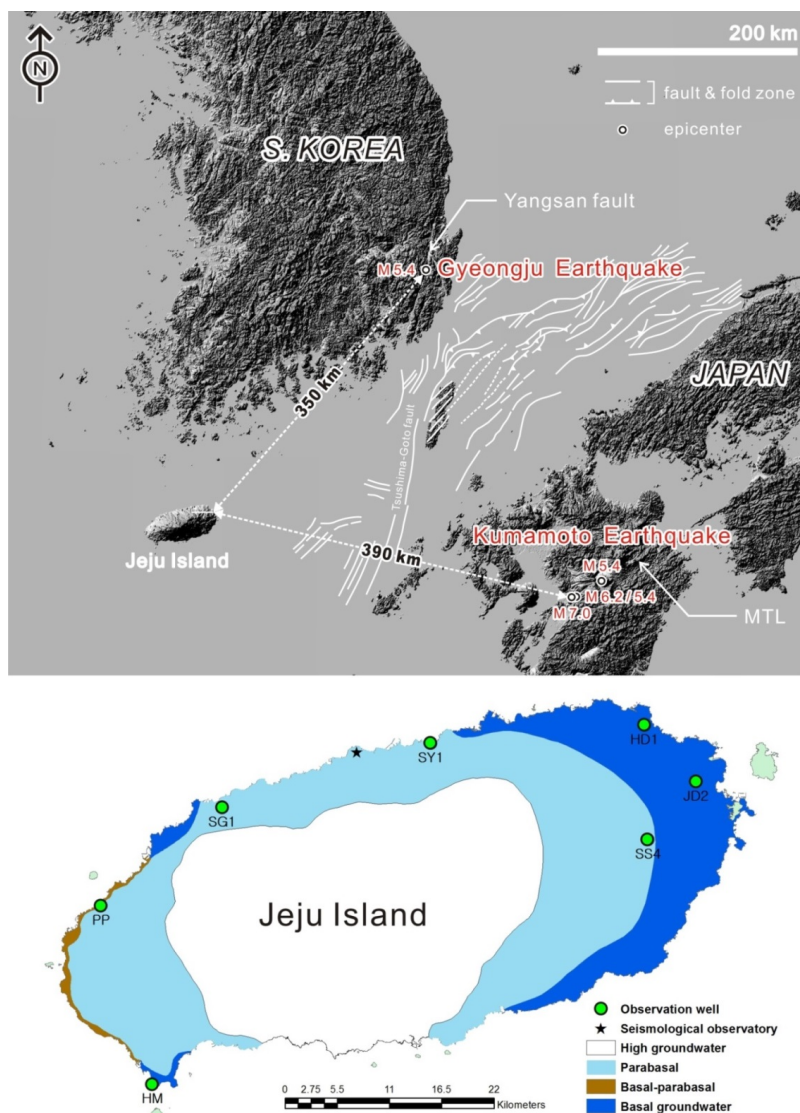 N
200 km
fault & fold zone
epicenter
S. KOREA
Yangsan fault
M 5.4
Gyeongju Earthquake
JAPAN
350 km
Tsushima-Goto fault
Jeju Island
390 km
Kumamoto Earthquake
M 5.4
M 6.2 / 5.4
M 7.0
MTL
HD1
SY1
JD2
SG1
SS4
PP
Jeju Island
HM
Observation well
Seismological observatory
High groundwater
Parabasal
Basal-parabasal
Basal groundwater
0 2.75 5.5 11 16.5 22
Kilometers